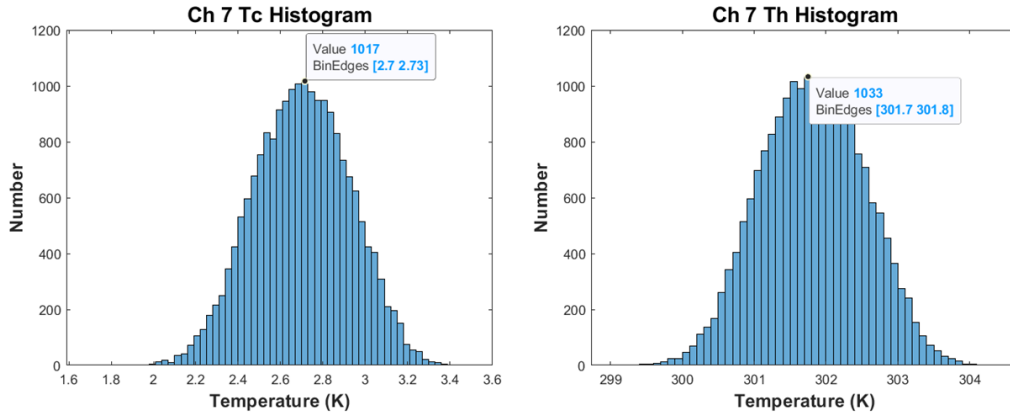 Ch 7 Tc Histogram
1200
1000
800
600
400
200
0
Number
Value 1017
BinEdges [2.7 2.73]
1.6 1.8 2 2.2 2.4 2.6 2.8 3 3.2 3.4 3.6
Temperature (K)
Ch 7 Th Histogram
1200
1000
800
600
400
200
0
Number
Value 1033
BinEdges [301.7 301.8]
299 300 301 302 303 304
Temperature (K)